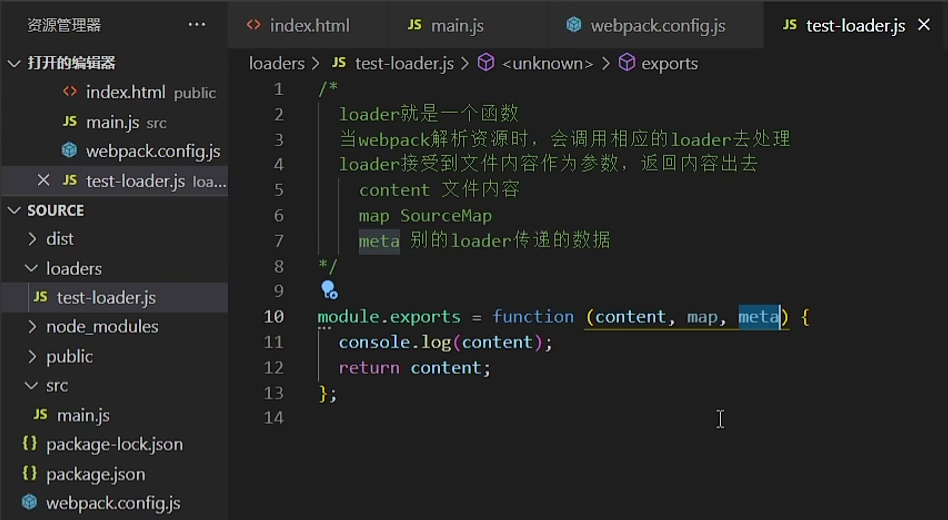 资源管理器 ···
打开的编辑器
index.html public
main.js src
webpack.config.js
test-loader.js loa...
SOURCE
dist
loaders
test-loader.js
node_modules
public
src
main.js
package-lock.json
package.json
webpack.config.js
index.html
main.js
webpack.config.js
test-loader.js
loaders > JS test-loader.js > <unknown> > exports
1 /*
2 loader就是一个函数
3 当webpack解析资源时，会调用相应的loader去处理
4 loader接受到文件内容作为参数，返回内容出去
5 content 文件内容
6 map SourceMap
7 meta 别的loader传递的数据
8 */
9
10 module.exports = function (content, map, meta) {
11 console.log(content);
12 return content;
13 };
14